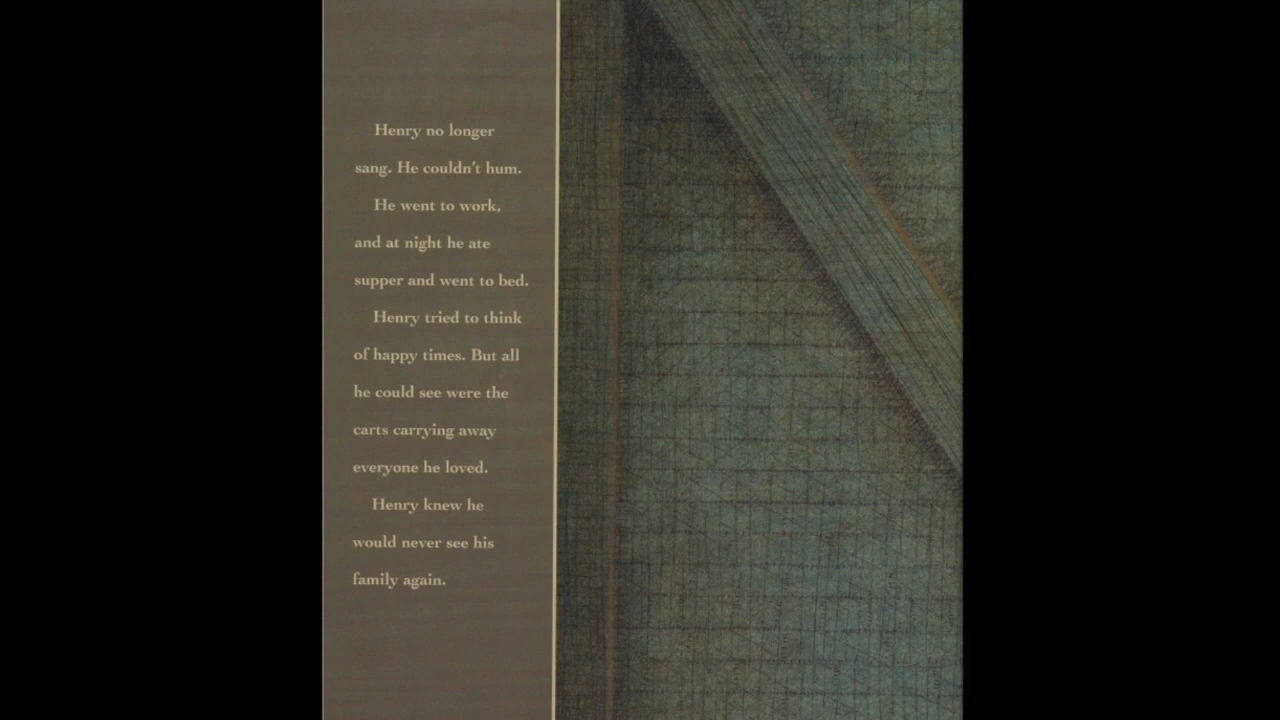 Henry no longer
sang. He couldn't hum.
He went to work,
and at night he ate
supper and went to bed.
Henry tried to think
of happy times. But all
he could see were the
carts carrying away
everyone he loved.
Henry knew he
would never see his
family again.